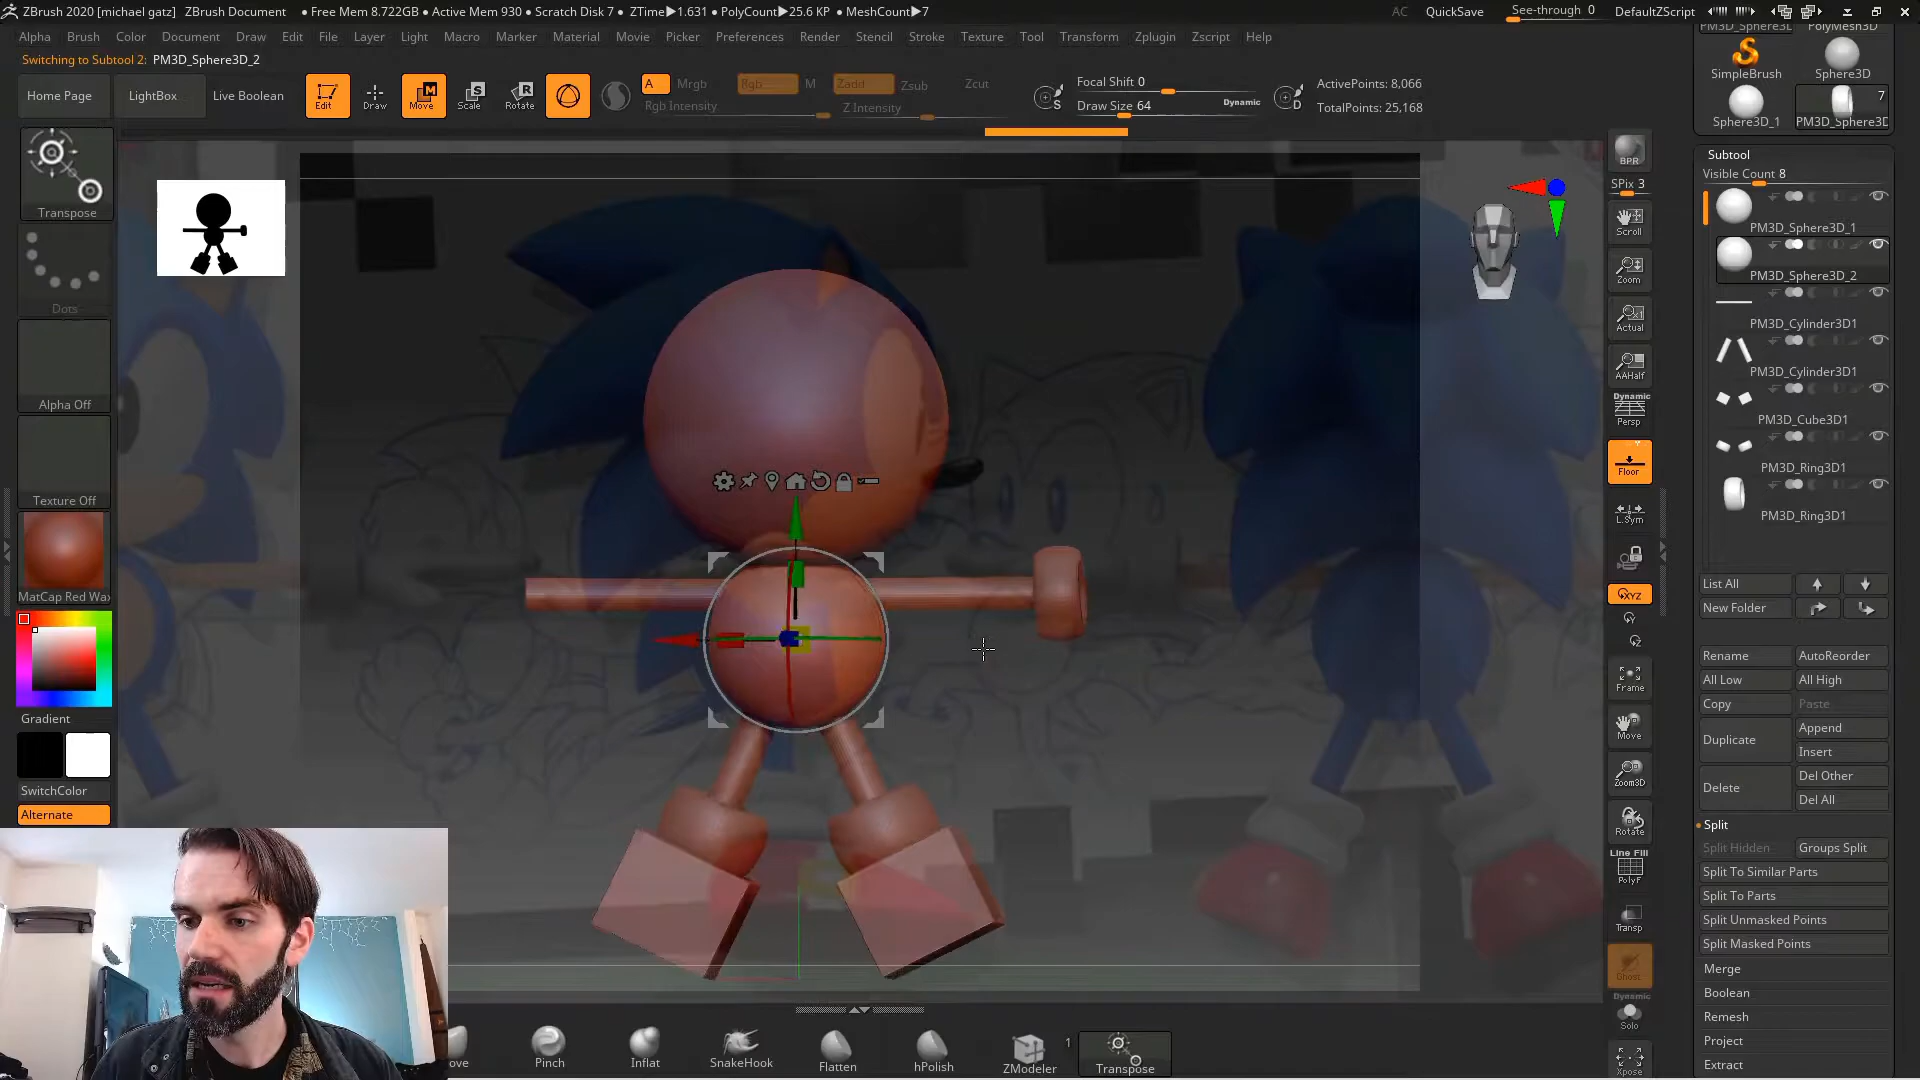 ZBrush 2020 [michael gatz] ZBrush Document • Free Mem 8.722GB • Active Mem 930 • Scratch Disk 7 • ZTime▶1.631 • PolyCount▶25.6 KP • MeshCount▶7 AC QuickSave See-through 0 DefaultZScript
Alpha Brush Color Document Draw Edit File Layer Light Macro Marker Material Movie Picker Preferences Render Stencil Stroke Texture Tool Transform Zplugin Zscript Help
Switching to Subtool 2: PM3D_Sphere3D_2
Home Page LightBox Live Boolean Edit Draw Move Scale Rotate
A Mrgb Rgb M Zadd Zsub Zcut
Rgb Intensity Z Intensity
Focal Shift 0
Draw Size 64 Dynamic
S D
ActivePoints: 8,066
TotalPoints: 25,168
Transpose
Dots
Alpha Off
Texture Off
MatCap Red Wax
Gradient
SwitchColor
Alternate
BPR
SPix 3
Scroll
Zoom
Actual
AAHalf
Dynamic
Persp
Floor
L.Sym
XYZ
Frame
Move
Zoom3D
Rotate
Line Fill
PolyF
Transp
Ghost
Dynamic
Solo
Xpose
PM3D_Sphere3D PolyMesh3D
SimpleBrush Sphere3D
7
Sphere3D_1 PM3D_Sphere3D
Subtool
Visible Count 8
PM3D_Sphere3D_1
PM3D_Sphere3D_2
PM3D_Cylinder3D1
PM3D_Cylinder3D1
PM3D_Cube3D1
PM3D_Ring3D1
PM3D_Ring3D1
List All
New Folder
Rename AutoReorder
All Low All High
Copy Paste
Duplicate Append
Insert
Delete Del Other
Del All
Split
Split Hidden Groups Split
Split To Similar Parts
Split To Parts
Split Unmasked Points
Split Masked Points
Merge
Boolean
Remesh
Project
Extract
ove Pinch Inflat SnakeHook Flatten hPolish ZModeler 1 Transpose